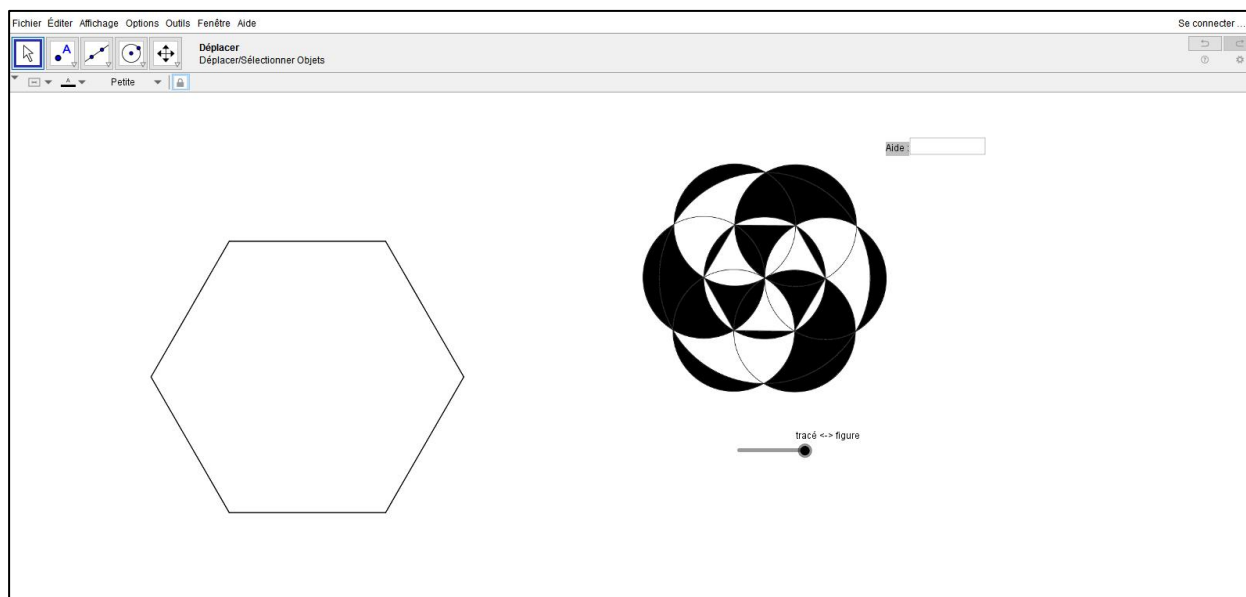 Fichier Éditer Affichage Options Outils Fenêtre Aide Se connecter ...
A
Déplacer
Déplacer/Sélectionner Objets
A Petite
Aide :
tracé <-> figure